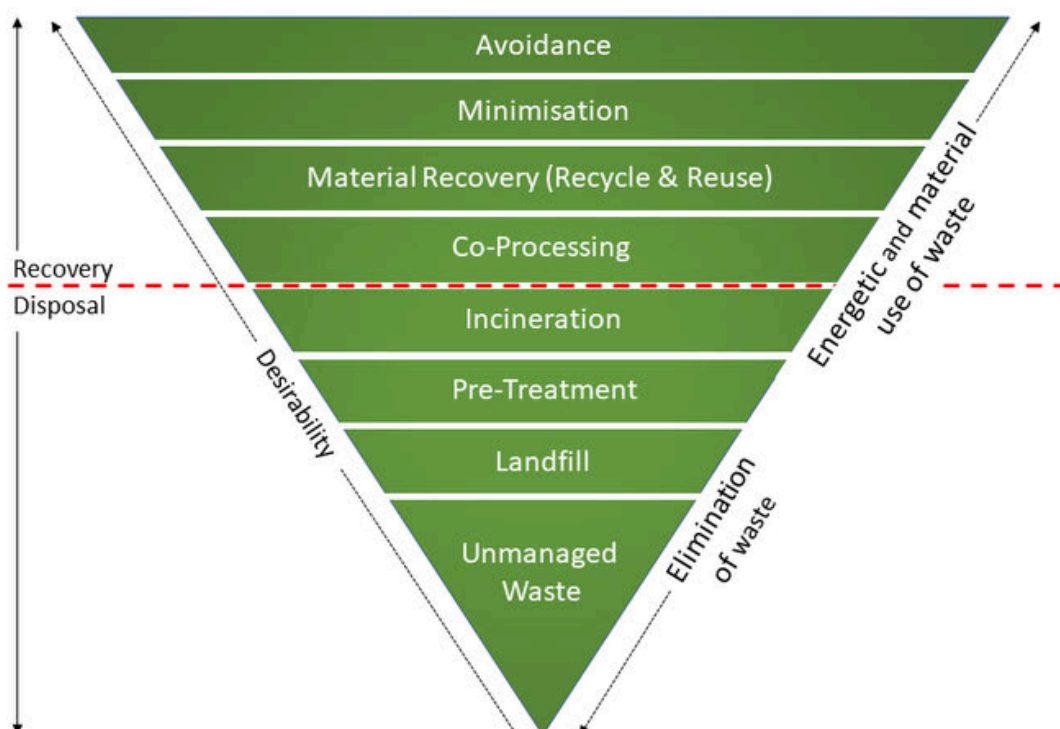 Avoidance
Minimisation
Material Recovery (Recycle & Reuse)
Co-Processing
Recovery
Disposal
Incineration
Pre-Treatment
Landfill
Unmanaged
Waste
Desirability
Energetic and material
use of waste
Elimination
of waste